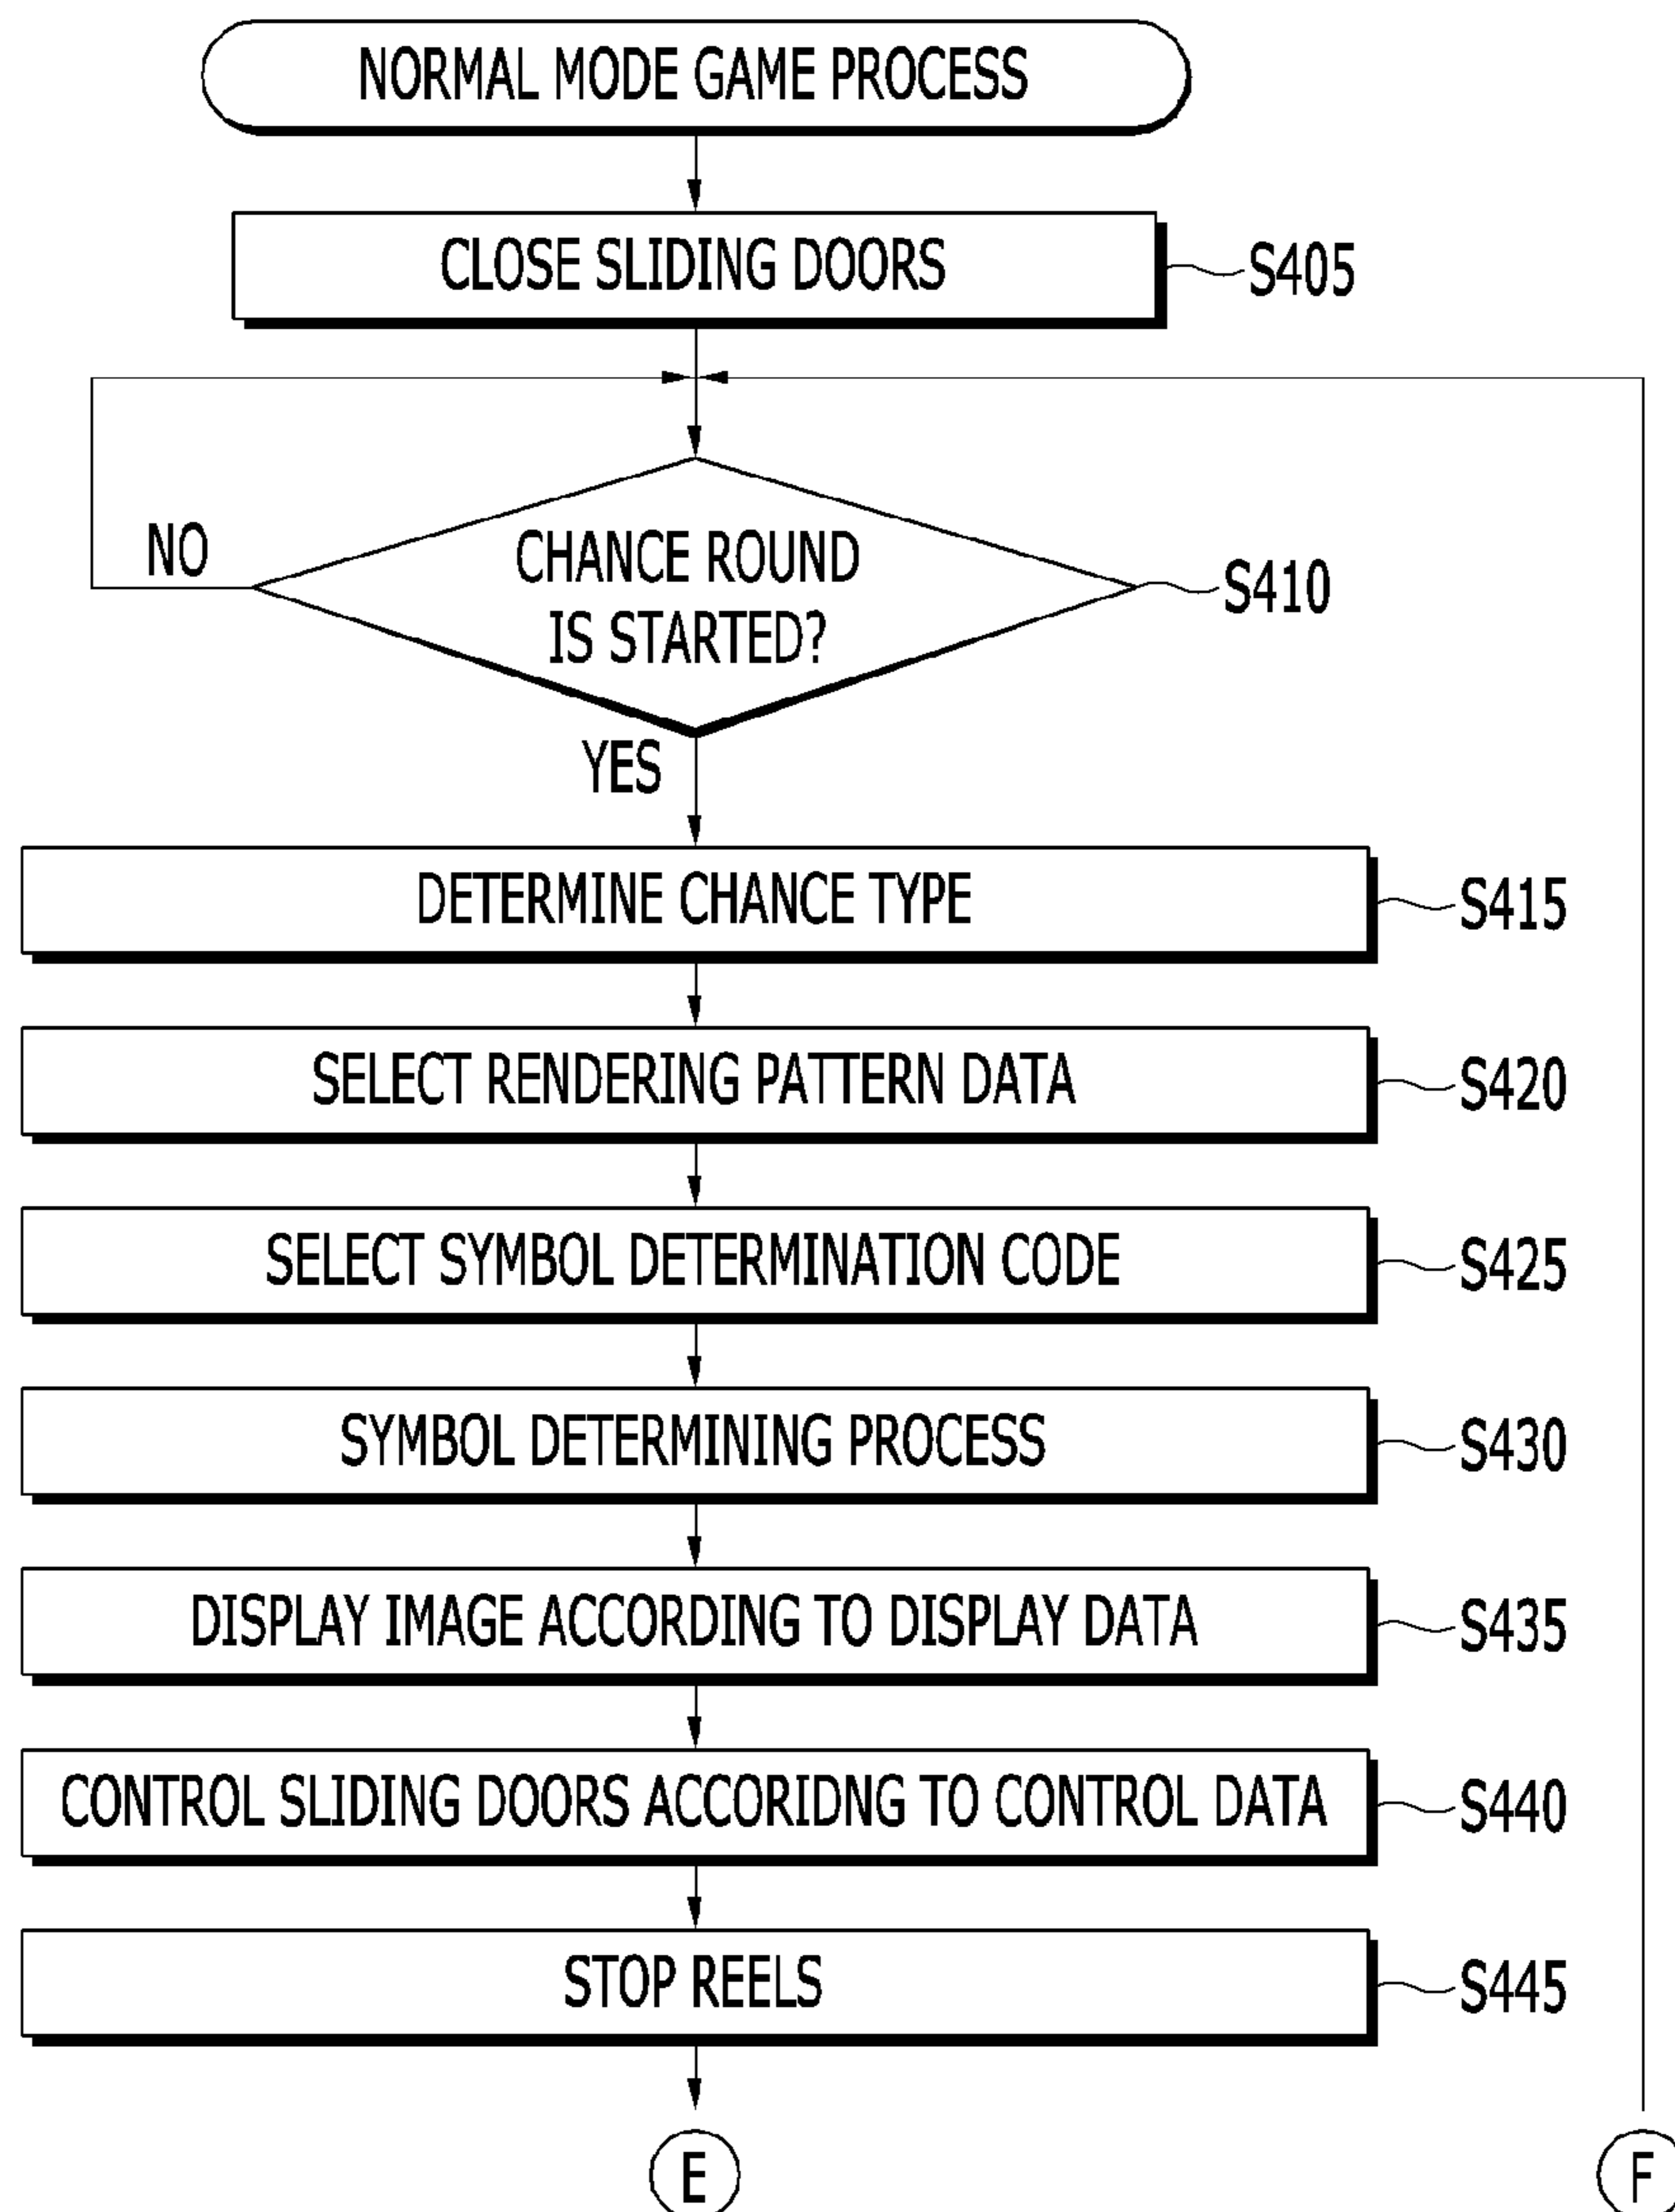 NORMAL MODE GAME PROCESS
CLOSE SLIDING DOORS
S405
NO
CHANCE ROUND
IS STARTED?
S410
YES
DETERMINE CHANCE TYPE
S415
SELECT RENDERING PATTERN DATA
S420
SELECT SYMBOL DETERMINATION CODE
S425
SYMBOL DETERMINING PROCESS
S430
DISPLAY IMAGE ACCORDING TO DISPLAY DATA
S435
CONTROL SLIDING DOORS ACCORIDNG TO CONTROL DATA
S440
STOP REELS
S445
E
F